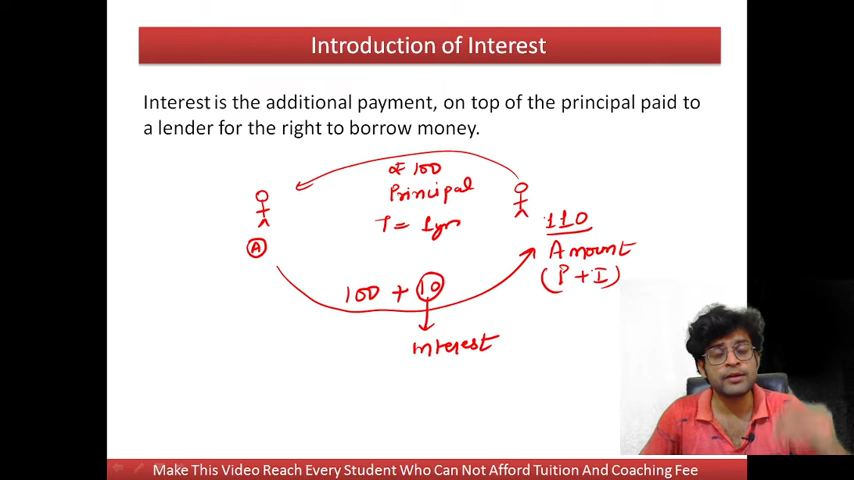 Introduction of Interest
Interest is the additional payment, on top of the principal paid to
a lender for the right to borrow money.
₹ 100
Principal
T = 1yr
A
110
Amount
(P + I)
100 + 10
Interest
Make This Video Reach Every Student Who Can Not Afford Tuition And Coaching Fee